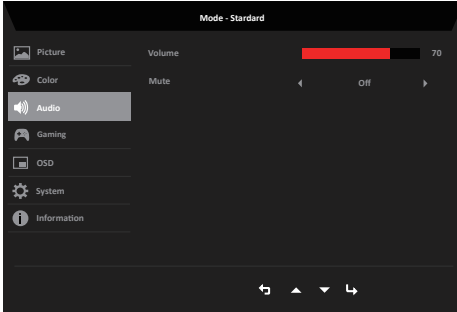 Mode - Stardard
Picture
Volume
70
Color
Mute
Off
Audio
Gaming
OSD
System
Information